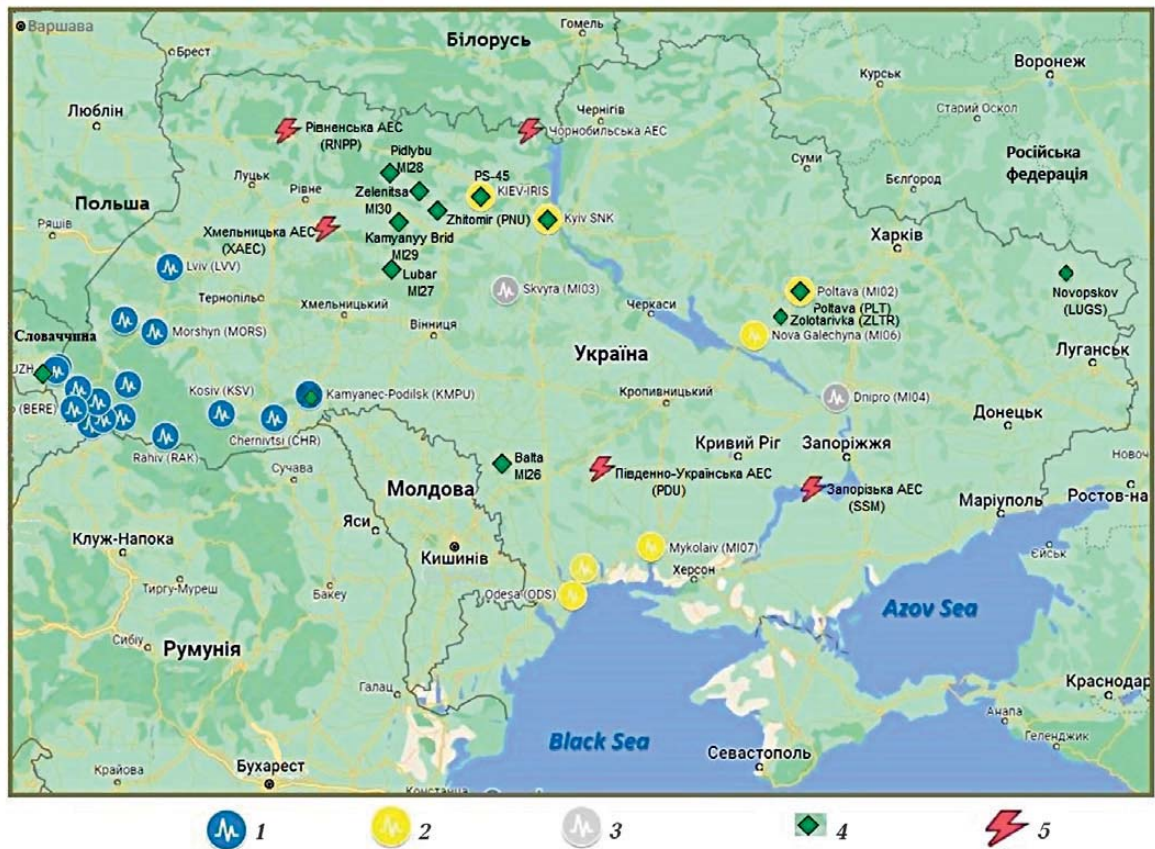 Варшава
Білорусь
Гомель
Брест
Курськ
Воронеж
Люблін
Чернігів
Старий Оскол
Рівненська АЕС
(RNPP)
Чорнобильська АЕС
Pidlybu
MI28
Суми
Російська
федерація
Луцьк
Рівне
PS-45
KIEV-IRIS
Бєлгород
Польша
Zelenitsa
MI30
Zhitomir (PNU)
Kyiv SNK
Ряшів
Хмельницька АЕС
(ХАЕС)
Kamyanyy Brid
MI29
Харків
Lviv (LVV)
Lubar
MI27
Тернопіль
Хмельницький
Skvyra (MI03)
Черкаси
Poltava (MI02)
Poltava (PLT)
Zolotarivka (ZLTR)
Novopskov
(LUGS)
Morshyn (MORS)
Вінниця
Nova Galechyna (MI06)
Словаччина
Україна
Луганськ
UZH
Kosiv (KSV)
Kamyanec-Podilsk (KMPU)
Кропивницький
Dnipro (MI04)
(BERE)
Chernivtsi (CHR)
Донецьк
Rahiv (RAK)
Сучава
Balta
MI26
Кривий Ріг
Запоріжжя
Новоч
Молдова
Південно-Українська АЕС
(PDU)
Запорізька АЕС
(SSM)
Маріуполь
Ростов-на
Клуж-Напока
Яси
Кишинів
Mykolaiv (MI07)
Єйськ
Тиргу-Муреш
Бакеу
Odesa (ODS)
Херсон
Azov Sea
Сибіу
Румунія
Галац
Краснодар
Анапа
Black Sea
Севастополь
Геленджик
Крайова
Бухарест
Константа
1
2
3
4
5